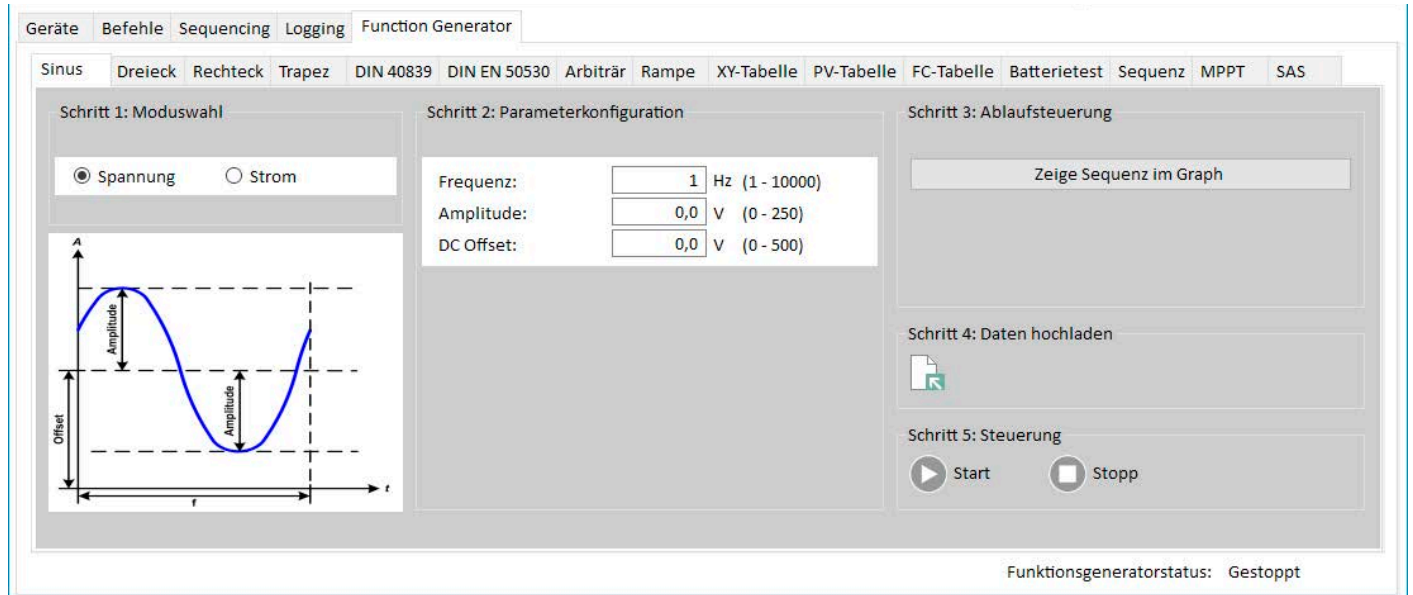 Geräte Befehle Sequencing Logging Function Generator
Sinus Dreieck Rechteck Trapez DIN 40839 DIN EN 50530 Arbiträr Rampe XY-Tabelle PV-Tabelle FC-Tabelle Batterietest Sequenz MPPT SAS
Schritt 1: Moduswahl
Spannung Strom
A
Amplitude
Amplitude
Offset
t
f
Schritt 2: Parameterkonfiguration
Frequenz: 1 Hz (1 - 10000)
Amplitude: 0,0 V (0 - 250)
DC Offset: 0,0 V (0 - 500)
Schritt 3: Ablaufsteuerung
Zeige Sequenz im Graph
Schritt 4: Daten hochladen
Schritt 5: Steuerung
Start Stopp
Funktionsgeneratorstatus: Gestoppt